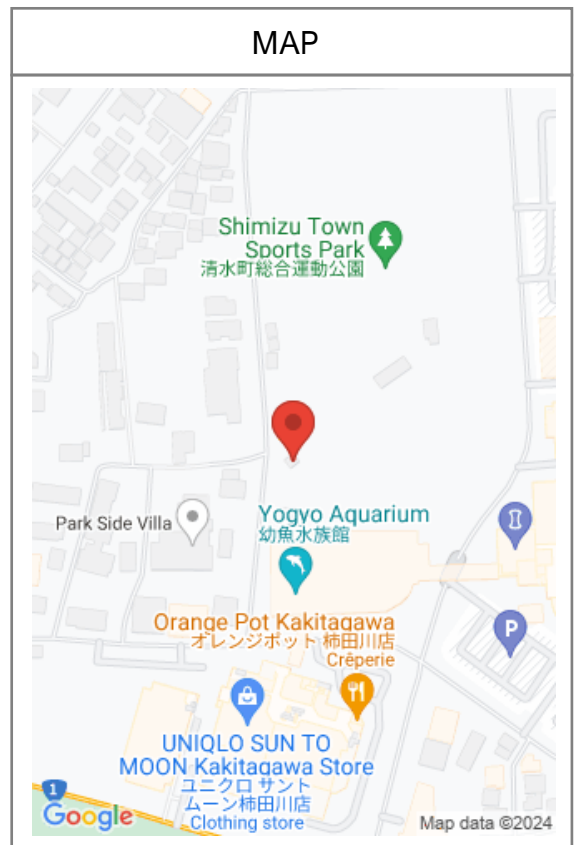 MAP
Shimizu Town
Sports Park
清水町総合運動公園
Park Side Villa
Yogyo Aquarium
幼魚水族館
P
Orange Pot Kakitagawa
オレンジポット 柿田川店
Crêperie
UNIQLO SUN TO
MOON Kakitagawa Store
ユニクロ サント
ムーン柿田川店
Clothing store
1
Google
Map data ©2024